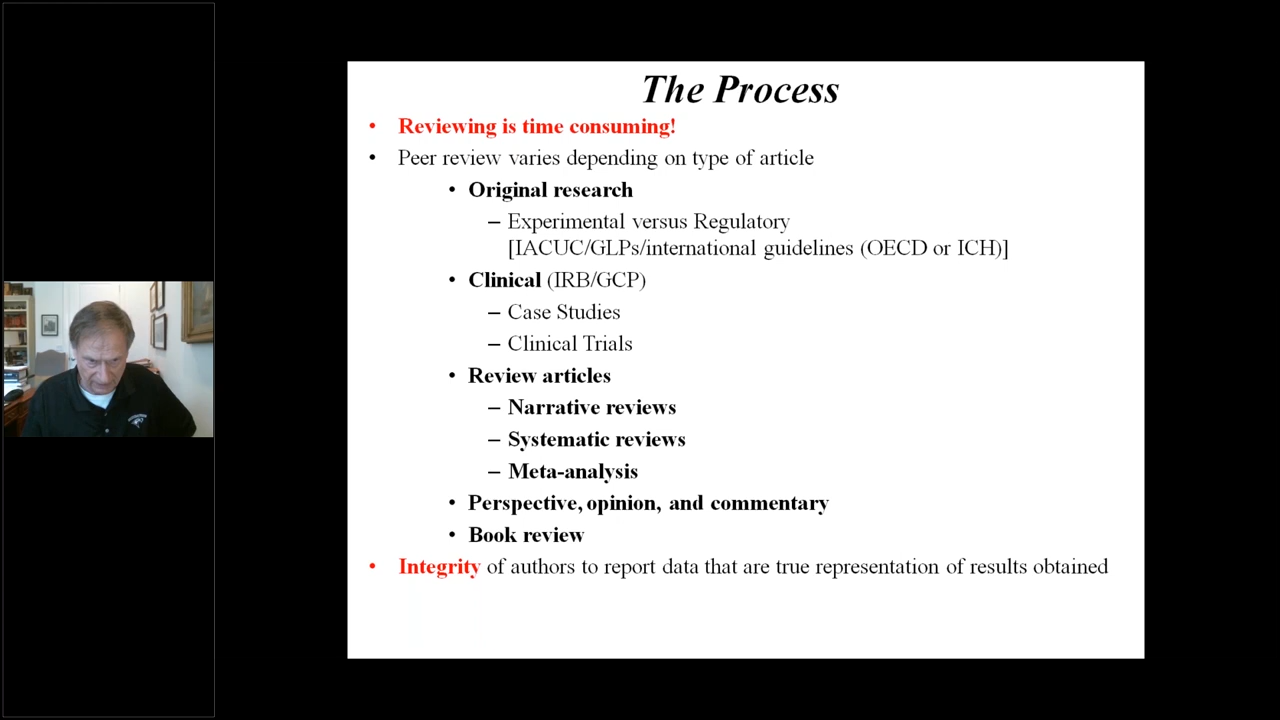 The Process
• Reviewing is time consuming!
• Peer review varies depending on type of article
• Original research
– Experimental versus Regulatory
[IACUC/GLPs/international guidelines (OECD or ICH)]
• Clinical (IRB/GCP)
– Case Studies
– Clinical Trials
• Review articles
– Narrative reviews
– Systematic reviews
– Meta-analysis
• Perspective, opinion, and commentary
• Book review
• Integrity of authors to report data that are true representation of results obtained